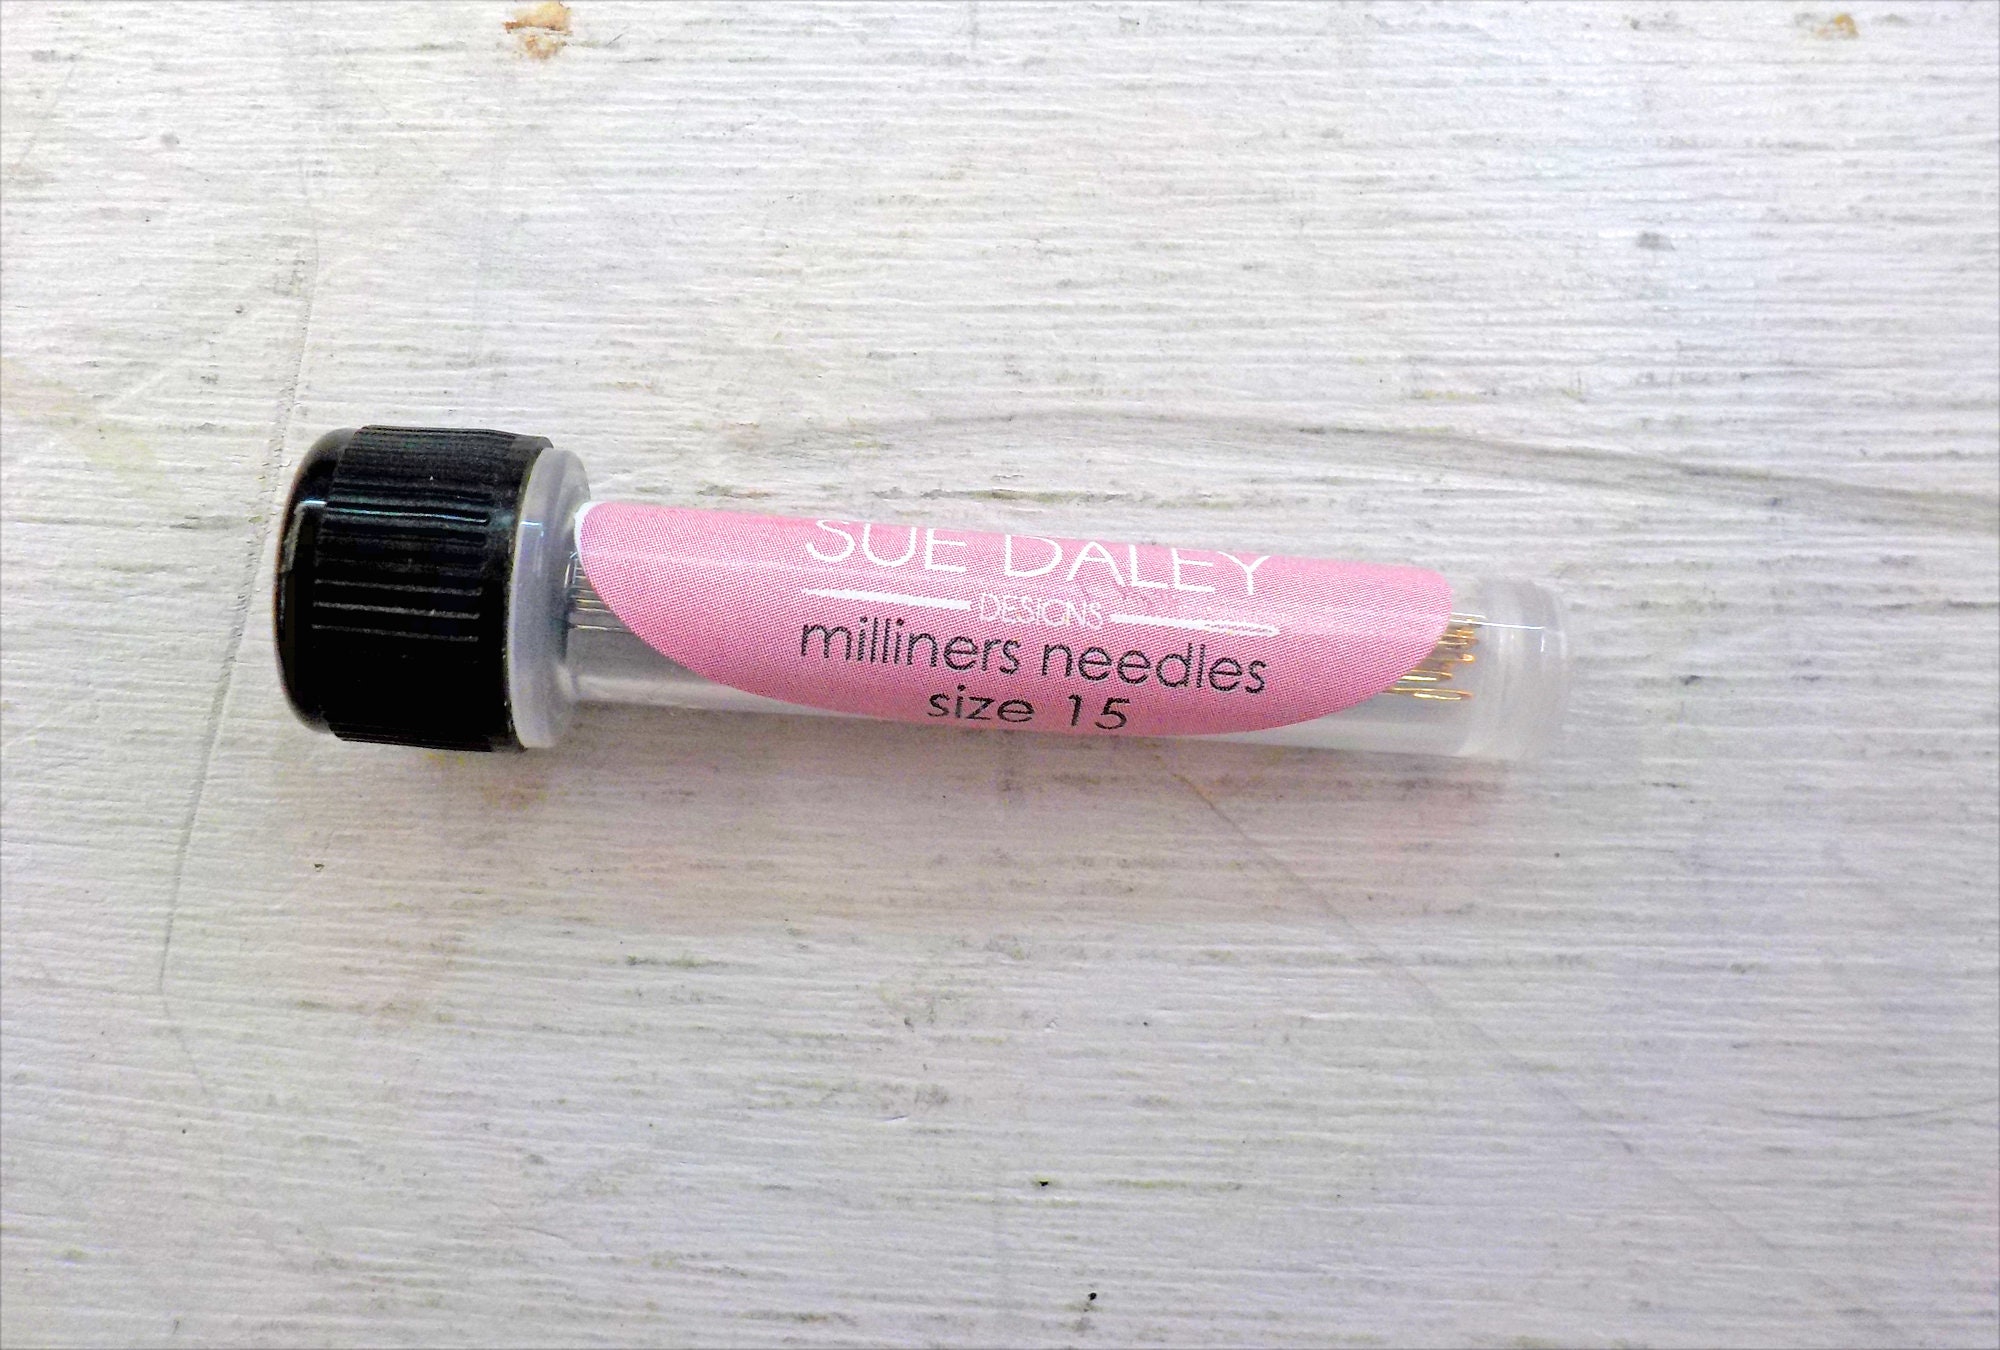 SUE DALEY
DESIGNS
milliners needles
size 15